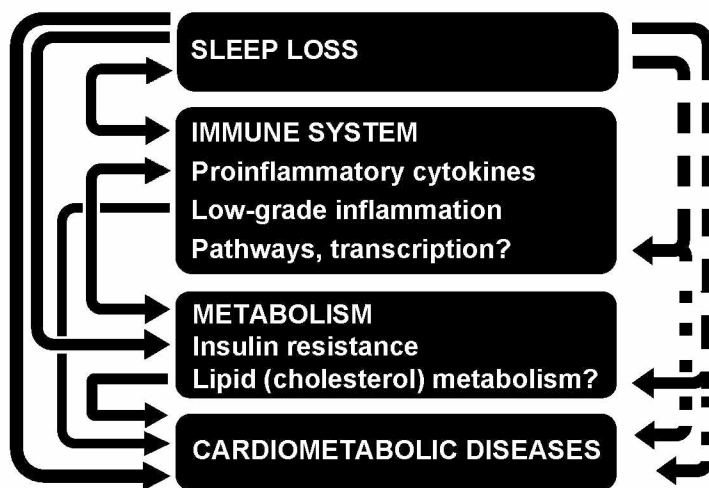 SLEEP LOSS
IMMUNE SYSTEM
Proinflammatory cytokines
Low-grade inflammation
Pathways, transcription?
METABOLISM
Insulin resistance
Lipid (cholesterol) metabolism?
CARDIOMETABOLIC DISEASES